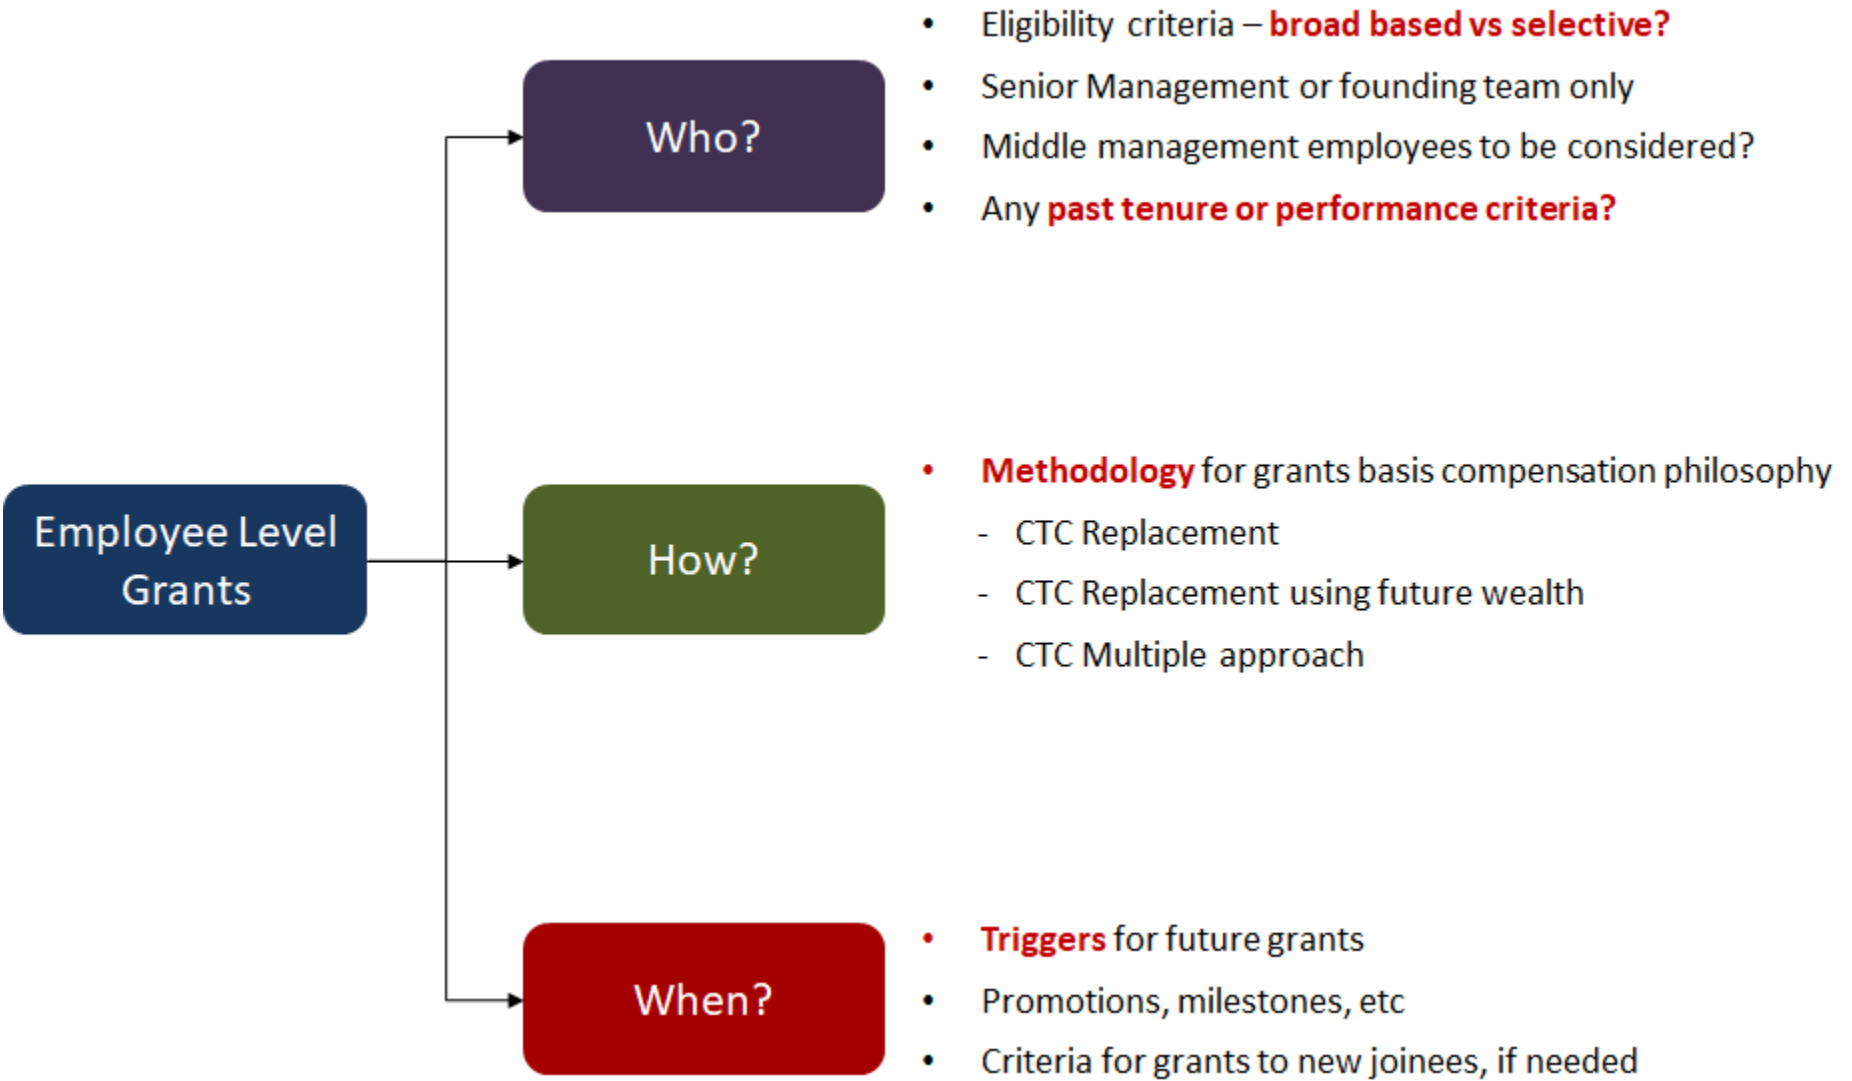 • Eligibility criteria – broad based vs selective?
• Senior Management or founding team only
• Middle management employees to be considered?
• Any past tenure or performance criteria?
Who?
Employee Level
Grants
How?
• Methodology for grants basis compensation philosophy
- CTC Replacement
- CTC Replacement using future wealth
- CTC Multiple approach
When?
• Triggers for future grants
• Promotions, milestones, etc
• Criteria for grants to new joinees, if needed